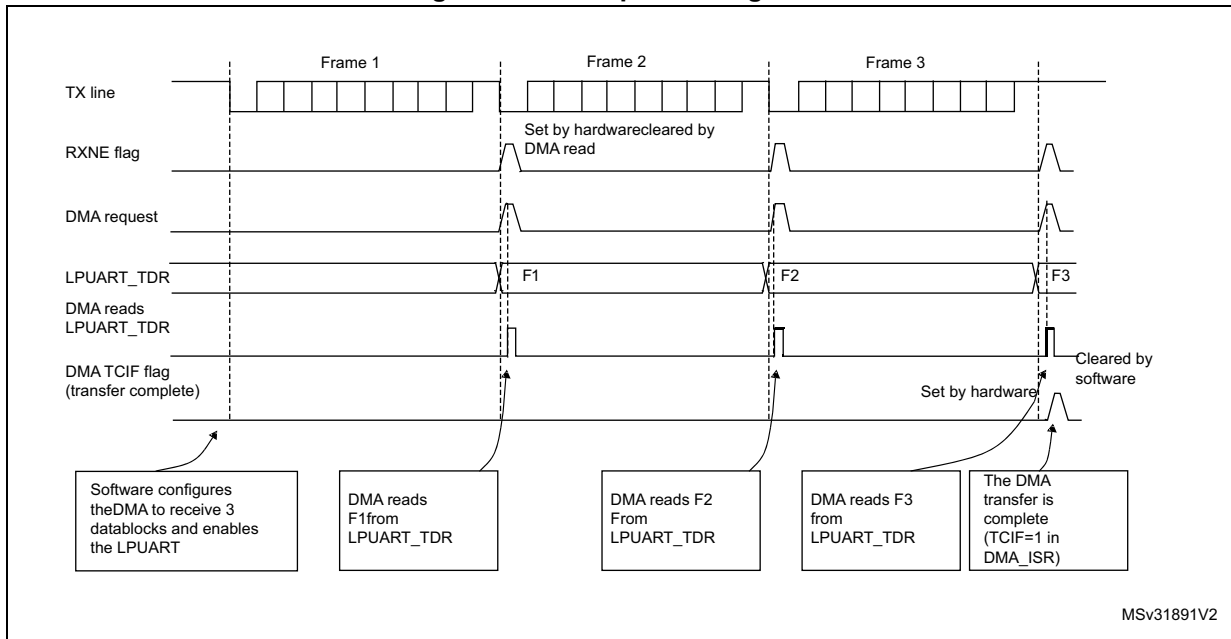 Frame 1
Frame 2
Frame 3
TX line
Set by hardwarecleared by
DMA read
RXNE flag
DMA request
LPUART_TDR
F1
F2
F3
DMA reads
LPUART_TDR
Cleared by
software
DMA TCIF flag
(transfer complete)
Set by hardware
Software configures
theDMA to receive 3
datablocks and enables
the LPUART
DMA reads
F1from
LPUART_TDR
DMA reads F2
From
LPUART_TDR
DMA reads F3
from
LPUART_TDR
The DMA
transfer is
complete
(TCIF=1 in
DMA_ISR)
MSv31891V2